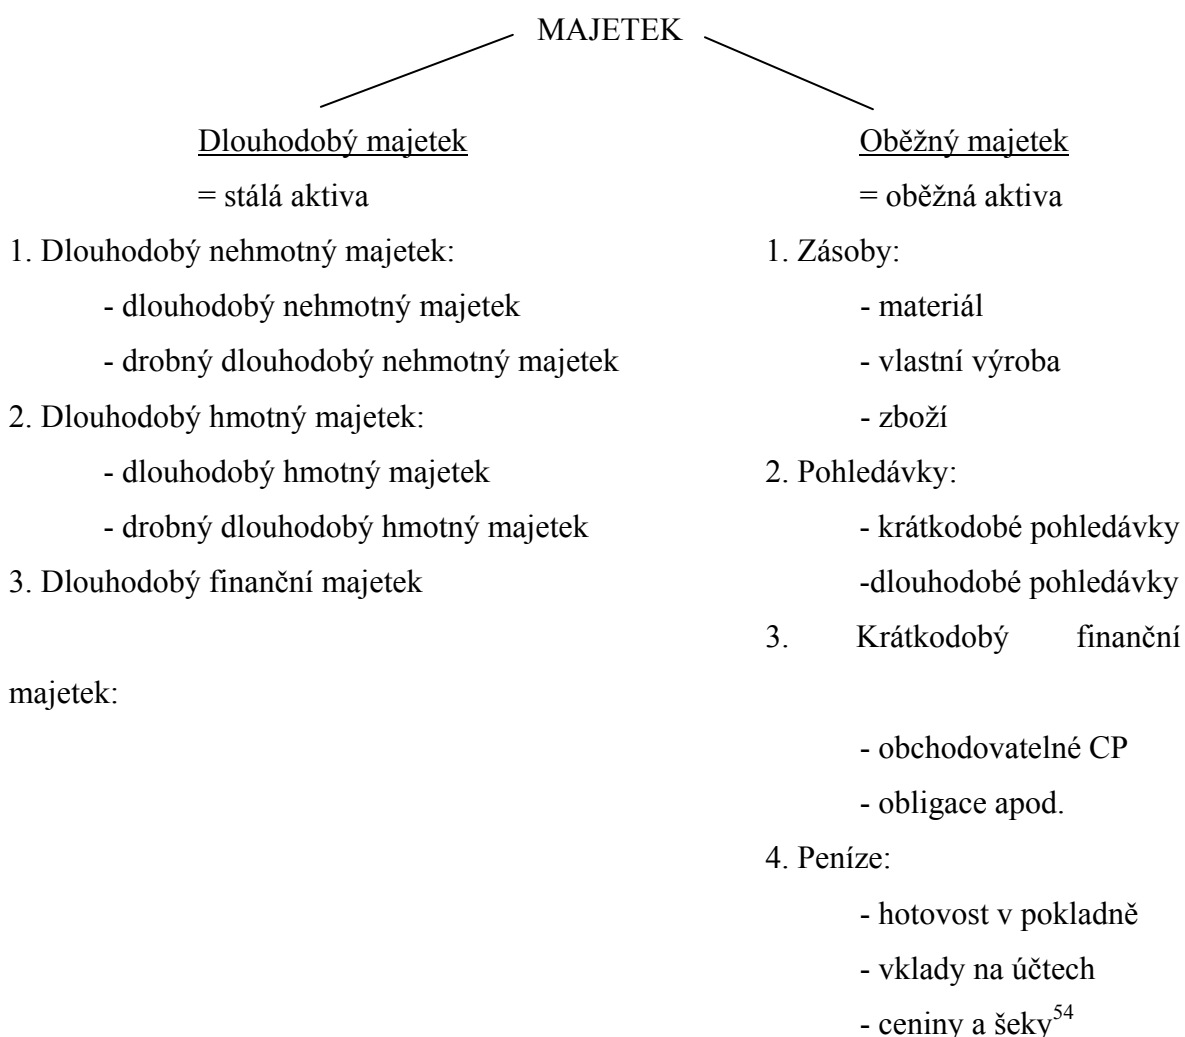 MAJETEK
Dlouhodobý majetek Oběžný majetek
= stálá aktiva = oběžná aktiva
1. Dlouhodobý nehmotný majetek: 1. Zásoby:
- dlouhodobý nehmotný majetek - materiál
- drobný dlouhodobý nehmotný majetek - vlastní výroba
2. Dlouhodobý hmotný majetek: - zboží
- dlouhodobý hmotný majetek 2. Pohledávky:
- drobný dlouhodobý hmotný majetek - krátkodobé pohledávky
3. Dlouhodobý finanční majetek -dlouhodobé pohledávky
3. Krátkodobý finanční
majetek:
- obchodovatelné CP
- obligace apod.
4. Peníze:
- hotovost v pokladně
- vklady na účtech
- ceniny a šeky54